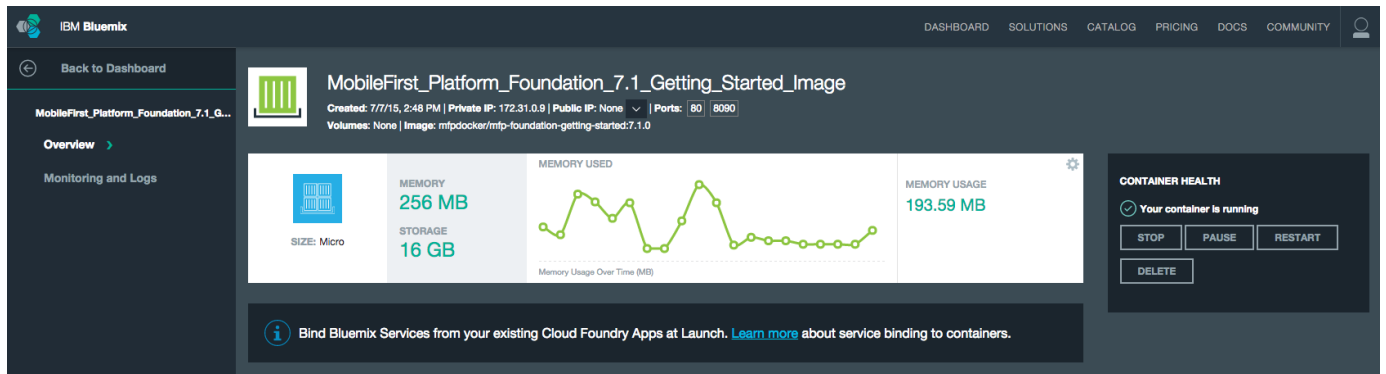 IBM Bluemix
DASHBOARD SOLUTIONS CATALOG PRICING DOCS COMMUNITY
Back to Dashboard
MobileFirst_Platform_Foundation_7.1_G...
Overview
Monitoring and Logs
MobileFirst_Platform_Foundation_7.1_Getting_Started_Image
Created: 7/7/15, 2:48 PM | Private IP: 172.31.0.9 | Public IP: None | Ports: 80 8090
Volumes: None | Image: mfpdocker/mfp-foundation-getting-started:7.1.0
SIZE: Micro
MEMORY
256 MB
STORAGE
16 GB
MEMORY USED
Memory Usage Over Time (MB)
MEMORY USAGE
193.59 MB
CONTAINER HEALTH
Your container is running
STOP PAUSE RESTART
DELETE
Bind Bluemix Services from your existing Cloud Foundry Apps at Launch. Learn more about service binding to containers.